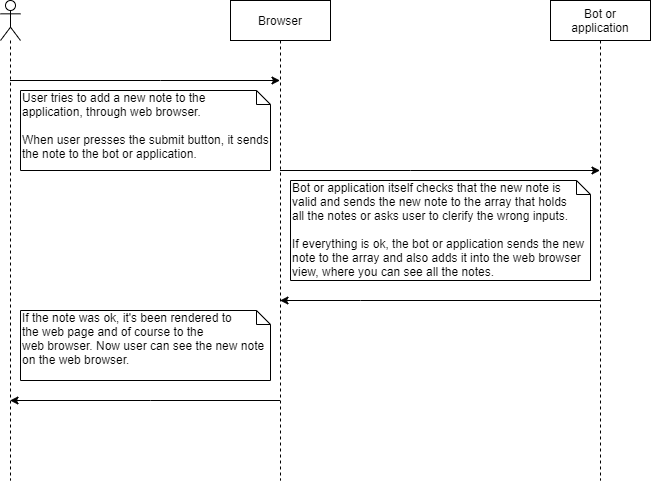 Browser
Bot or
application
User tries to add a new note to the
application, through web browser.
When user presses the submit button, it sends
the note to the bot or application.
Bot or application itself checks that the new note is
valid and sends the new note to the array that holds
all the notes or asks user to clerify the wrong inputs.
If everything is ok, the bot or application sends the new
note to the array and also adds it into the web browser
view, where you can see all the notes.
If the note was ok, it's been rendered to
the web page and of course to the
web browser. Now user can see the new note
on the web browser.